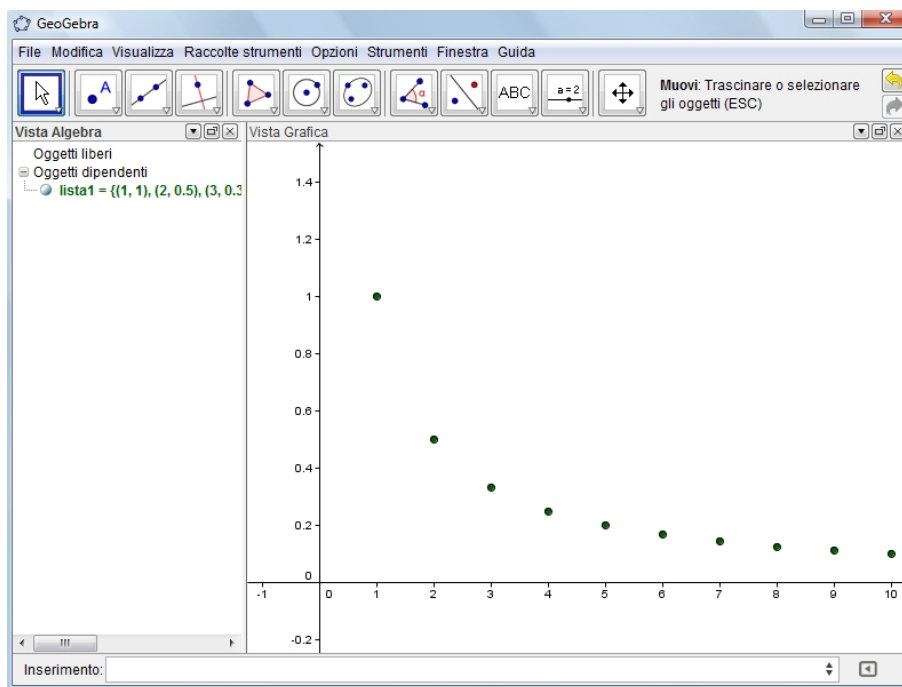 GeoGebra
File Modifica Visualizza Raccolte strumenti Opzioni Strumenti Finestra Guida
A
α
ABC
a=2
Muovi: Trascinare o selezionare
gli oggetti (ESC)
Vista Algebra
Vista Grafica
Oggetti liberi
Oggetti dipendenti
lista1 = {(1, 1), (2, 0.5), (3, 0.3
1.4
1.2
1
0.8
0.6
0.4
0.2
0
-1 0 1 2 3 4 5 6 7 8 9 10
-0.2
Inserimento: